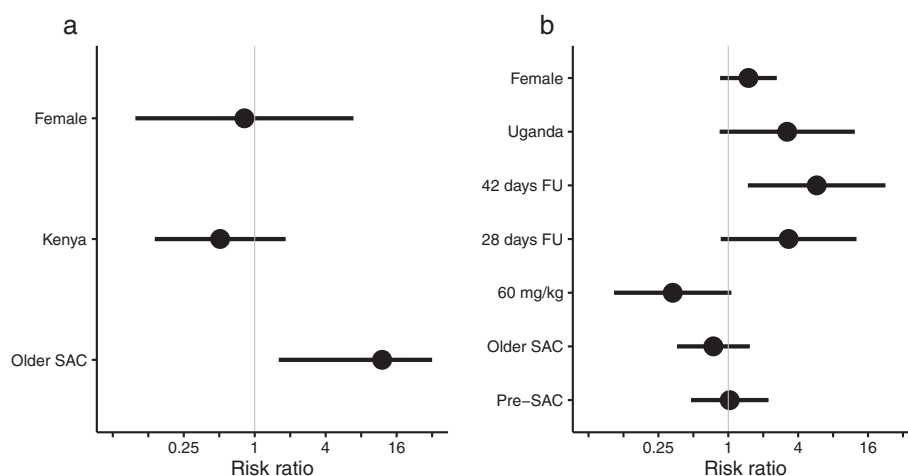 a
Female
Kenya
Older SAC
0.25 1 4 16
Risk ratio
b
Female
Uganda
42 days FU
28 days FU
60 mg/kg
Older SAC
Pre−SAC
0.25 1 4 16
Risk ratio